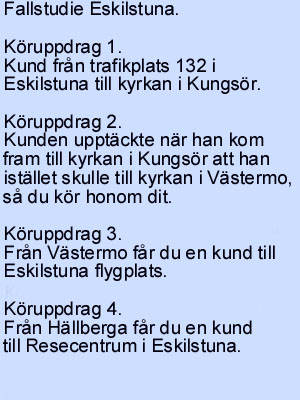 Fallstudie Eskilstuna.
Köruppdrag 1.
Kund från trafikplats 132 i
Eskilstuna till kyrkan i Kungsör.
Köruppdrag 2.
Kunden upptäckte när han kom
fram till kyrkan i Kungsör att han
istället skulle till kyrkan i Västermo,
så du kör honom dit.
Köruppdrag 3.
Från Västermo får du en kund till
Eskilstuna flygplats.
Köruppdrag 4.
Från Hällberga får du en kund
till Resecentrum i Eskilstuna.